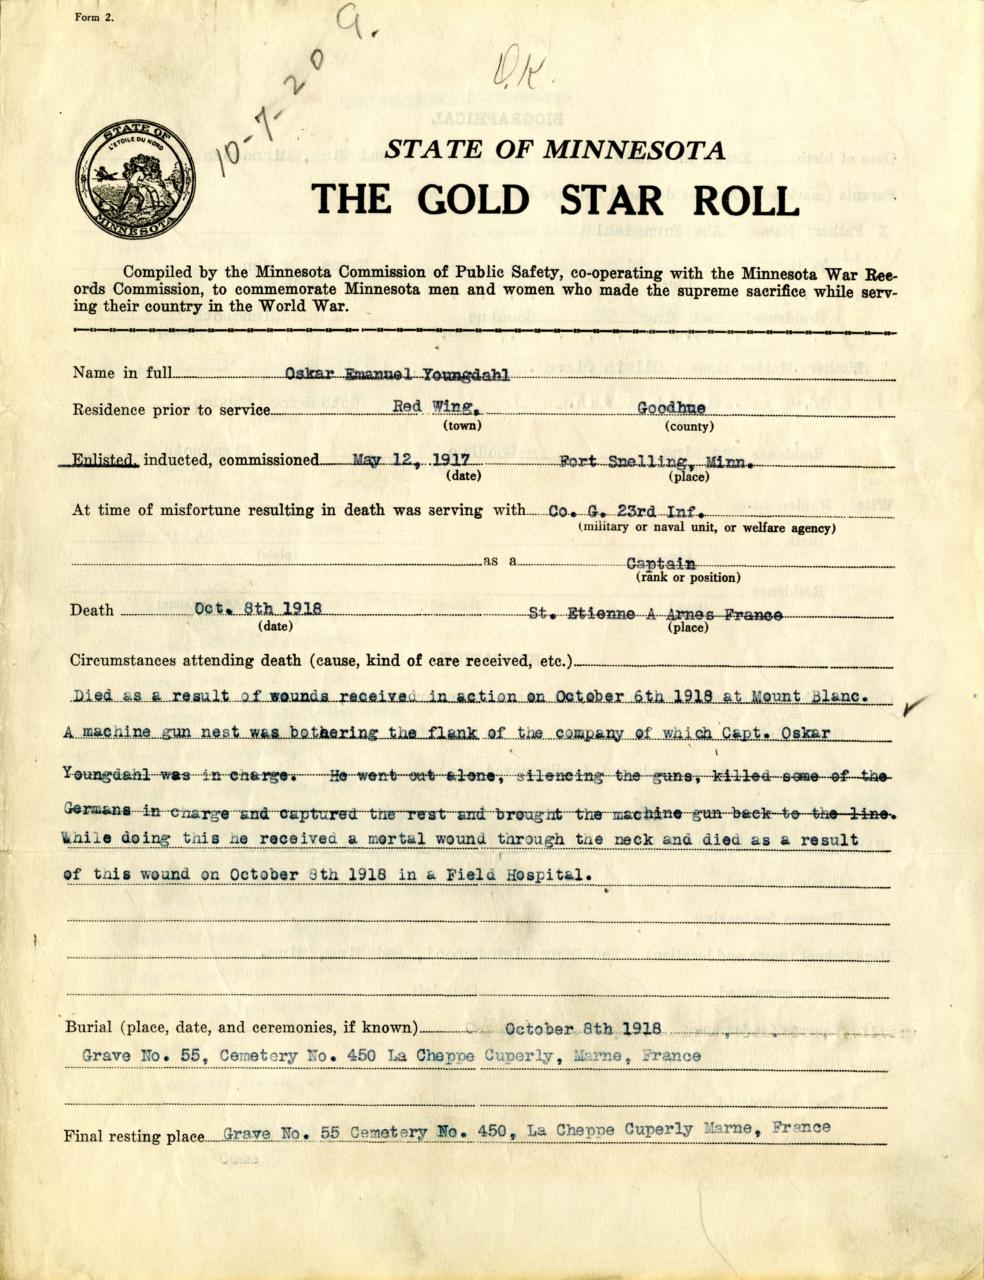 Form 2.
10-7-20 G.
O.K.
STATE OF
L'ETOILE DU NORD
MINNESOTA
STATE OF MINNESOTA
THE GOLD STAR ROLL
Compiled by the Minnesota Commission of Public Safety, co-operating with the Minnesota War Rec-
ords Commission, to commemorate Minnesota men and women who made the supreme sacrifice while serv-
ing their country in the World War.
Name in full Oskar Emanuel Youngdahl
Residence prior to service Red Wing, Goodhue
(town) (county)
Enlisted, inducted, commissioned May 12, 1917 Fort Snelling, Minn.
(date) (place)
At time of misfortune resulting in death was serving with Co. G. 23rd Inf.
(military or naval unit, or welfare agency)
as a Captain
(rank or position)
Death Oct. 8th 1918 St. Etienne A Arnes France
(date) (place)
Circumstances attending death (cause, kind of care received, etc.)
Died as a result of wounds received in action on October 6th 1918 at Mount Blanc.
A machine gun nest was bothering the flank of the company of which Capt. Oskar
Youngdahl was in charge. He went out alone, silencing the guns, killed some of the
Germans in charge and captured the rest and brought the machine gun back to the line.
While doing this he received a mortal wound through the neck and died as a result
of this wound on October 8th 1918 in a Field Hospital.
Burial (place, date, and ceremonies, if known) October 8th 1918
Grave No. 55, Cemetery No. 450 La Cheppe Cuperly, Marne, France
Final resting place Grave No. 55 Cemetery No. 450, La Cheppe Cuperly Marne, France